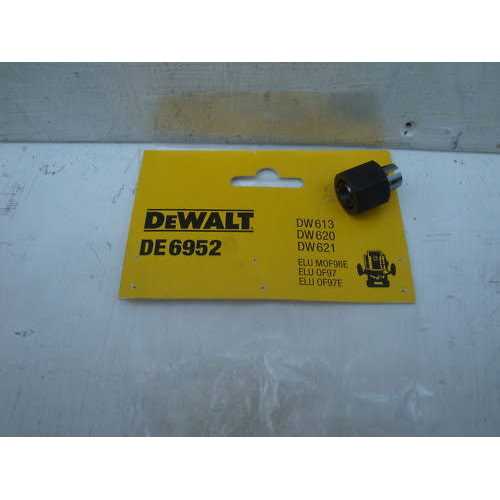 DEWALT
DE6952
DW613
DW620
DW621
ELU MOF96E
ELU OF97
ELU OF97E